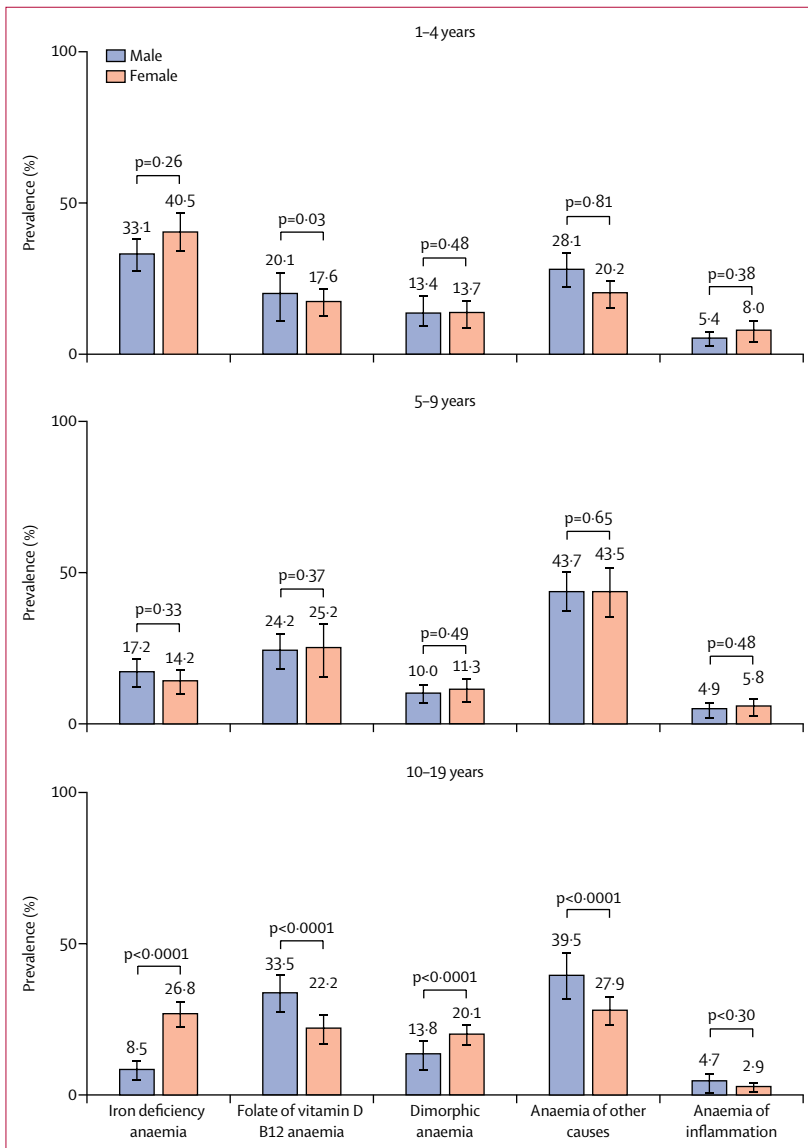 1–4 years
100
Male
Female
Prevalence (%)
50
0
p=0·26
33·1
40·5
p=0·03
20·1
17·6
p=0·48
13·4
13·7
p=0·81
28·1
20·2
p=0·38
5·4
8·0
5–9 years
100
Prevalence (%)
50
0
p=0·33
17·2
14·2
p=0·37
24·2
25·2
p=0·49
10·0
11·3
p=0·65
43·7
43·5
p=0·48
4·9
5·8
10–19 years
100
Prevalence (%)
50
0
p<0·0001
8·5
26·8
p<0·0001
33·5
22·2
p<0·0001
13·8
20·1
p<0·0001
39·5
27·9
p<0·30
4·7
2·9
Iron deficiency
anaemia
Folate of vitamin D
B12 anaemia
Dimorphic
anaemia
Anaemia of other
causes
Anaemia of
inflammation